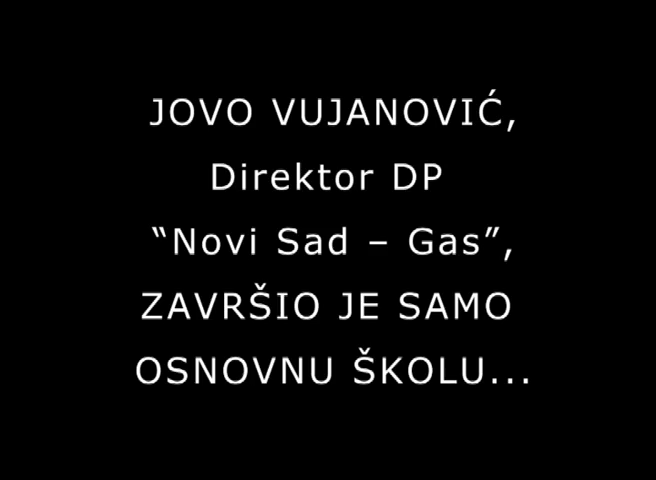 JOVO VUJANOVIĆ,
Direktor DP
“Novi Sad – Gas”,
ZAVRŠIO JE SAMO
OSNOVNU ŠKOLU...